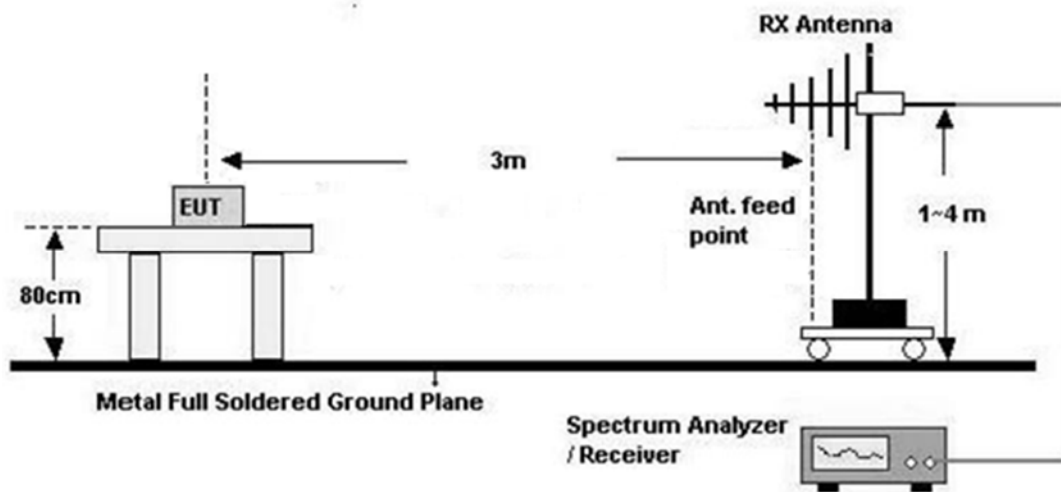 RX Antenna
3m
EUT
Ant. feed
point
1~4 m
80cm
Metal Full Soldered Ground Plane
Spectrum Analyzer
/ Receiver